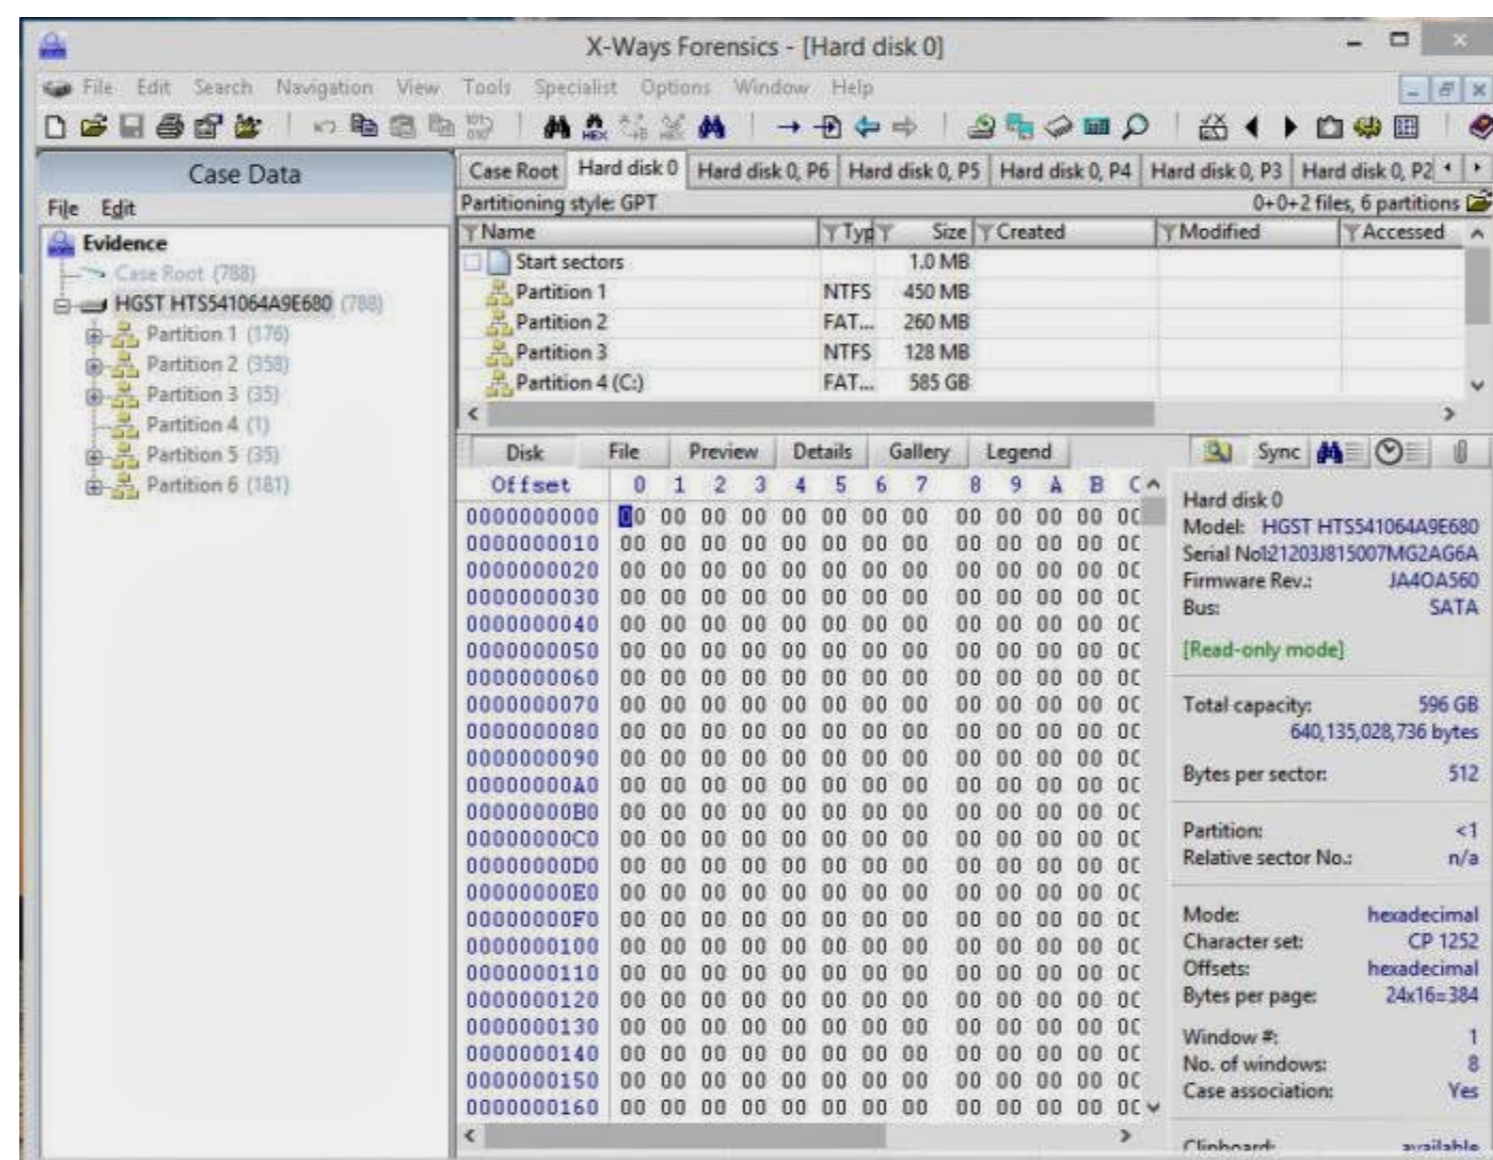 X-Ways Forensics - [Hard disk 0]
File Edit Search Navigation View Tools Specialist Options Window Help
Case Data
Case Root Hard disk 0 Hard disk 0, P6 Hard disk 0, P5 Hard disk 0, P4 Hard disk 0, P3 Hard disk 0, P2
File Edit
Partitioning style: GPT 0+0+2 files, 6 partitions
Name Typ Size Created Modified Accessed
Evidence
Case Root (788)
HGST HTS541064A9E680 (788)
Partition 1 (176)
Partition 2 (358)
Partition 3 (35)
Partition 4 (1)
Partition 5 (35)
Partition 6 (181)
Start sectors 1.0 MB
Partition 1 NTFS 450 MB
Partition 2 FAT... 260 MB
Partition 3 NTFS 128 MB
Partition 4 (C:) FAT... 585 GB
Disk File Preview Details Gallery Legend Sync
Offset 0 1 2 3 4 5 6 7 8 9 A B C
0000000000 00 00 00 00 00 00 00 00 00 00 00 00 0
0000000010 00 00 00 00 00 00 00 00 00 00 00 00 0
0000000020 00 00 00 00 00 00 00 00 00 00 00 00 0
0000000030 00 00 00 00 00 00 00 00 00 00 00 00 0
0000000040 00 00 00 00 00 00 00 00 00 00 00 00 0
0000000050 00 00 00 00 00 00 00 00 00 00 00 00 0
0000000060 00 00 00 00 00 00 00 00 00 00 00 00 0
0000000070 00 00 00 00 00 00 00 00 00 00 00 00 0
0000000080 00 00 00 00 00 00 00 00 00 00 00 00 0
0000000090 00 00 00 00 00 00 00 00 00 00 00 00 0
00000000A0 00 00 00 00 00 00 00 00 00 00 00 00 0
00000000B0 00 00 00 00 00 00 00 00 00 00 00 00 0
00000000C0 00 00 00 00 00 00 00 00 00 00 00 00 0
00000000D0 00 00 00 00 00 00 00 00 00 00 00 00 0
00000000E0 00 00 00 00 00 00 00 00 00 00 00 00 0
00000000F0 00 00 00 00 00 00 00 00 00 00 00 00 0
0000000100 00 00 00 00 00 00 00 00 00 00 00 00 0
0000000110 00 00 00 00 00 00 00 00 00 00 00 00 0
0000000120 00 00 00 00 00 00 00 00 00 00 00 00 0
0000000130 00 00 00 00 00 00 00 00 00 00 00 00 0
0000000140 00 00 00 00 00 00 00 00 00 00 00 00 0
0000000150 00 00 00 00 00 00 00 00 00 00 00 00 0
0000000160 00 00 00 00 00 00 00 00 00 00 00 00 0
Hard disk 0
Model: HGST HTS541064A9E680
Serial No
Firmware Rev.: JA4OA560
Bus: SATA
[Read-only mode]
Total capacity: 596 GB
640,135,028,736 bytes
Bytes per sector: 512
Partition: <1
Relative sector No.: n/a
Mode: hexadecimal
Character set: CP 1252
Offsets: hexadecimal
Bytes per page: 24x16=384
Window #: 1
No. of windows: 8
Case association: Yes
Clipboard: available